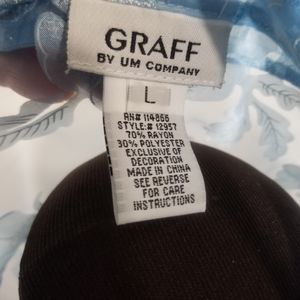 GRAFF
BY UM COMPANY
L
RN# 114866
STYLE:# 12957
70% RAYON
30% POLYESTER
EXCLUSIVE OF
DECORATION
MADE IN CHINA
SEE REVERSE
FOR CARE
INSTRUCTIONS